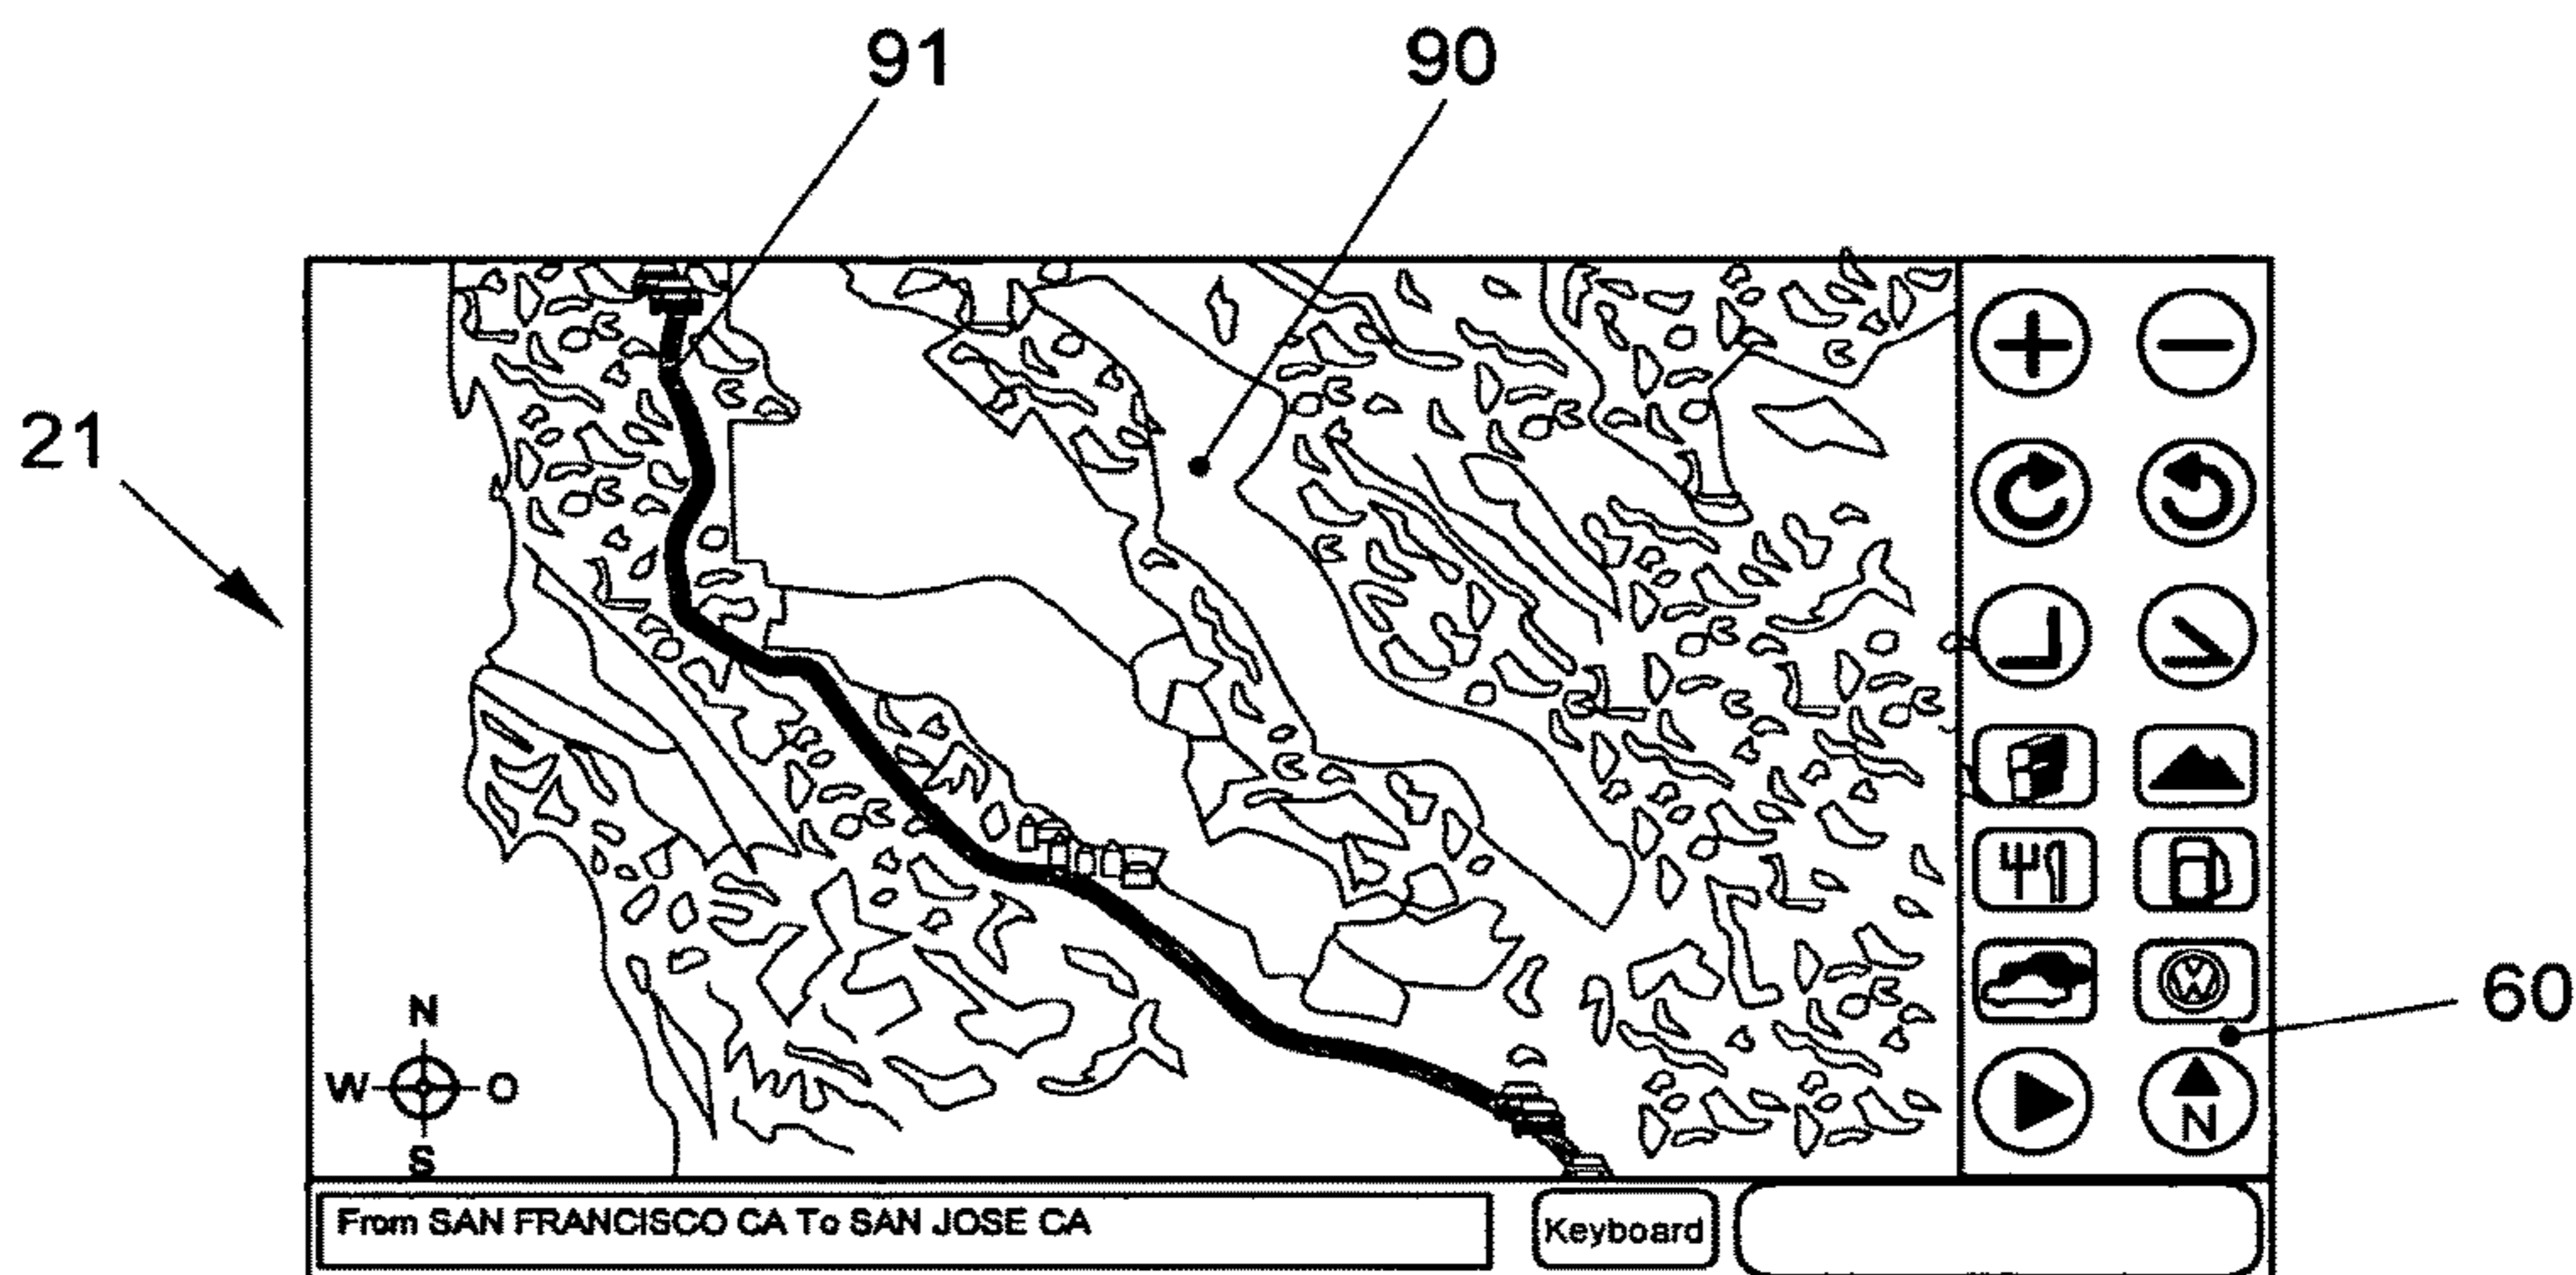 91
90
21
N
W
O
S
N
60
From SAN FRANCISCO CA To SAN JOSE CA
Keyboard